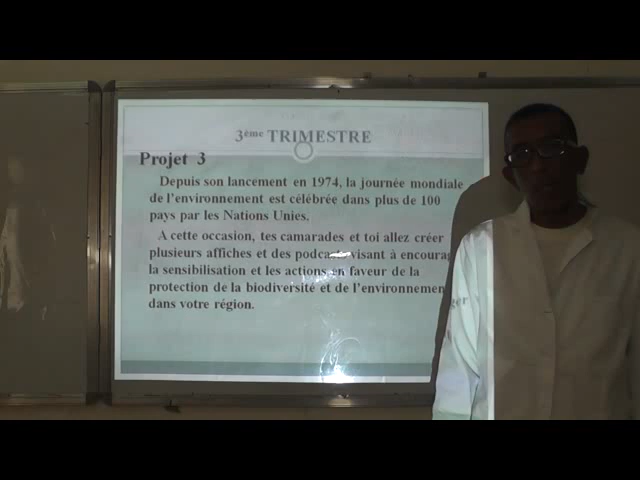 3ème TRIMESTRE
Projet 3
Depuis son lancement en 1974, la journée mondiale
de l'environnement est célébrée dans plus de 100
pays par les Nations Unies.
A cette occasion, tes camarades et toi allez créer
plusieurs affiches et des podcasts visant à encourag
la sensibilisation et les actions en faveur de la
protection de la biodiversité et de l'environnemen
dans votre région.